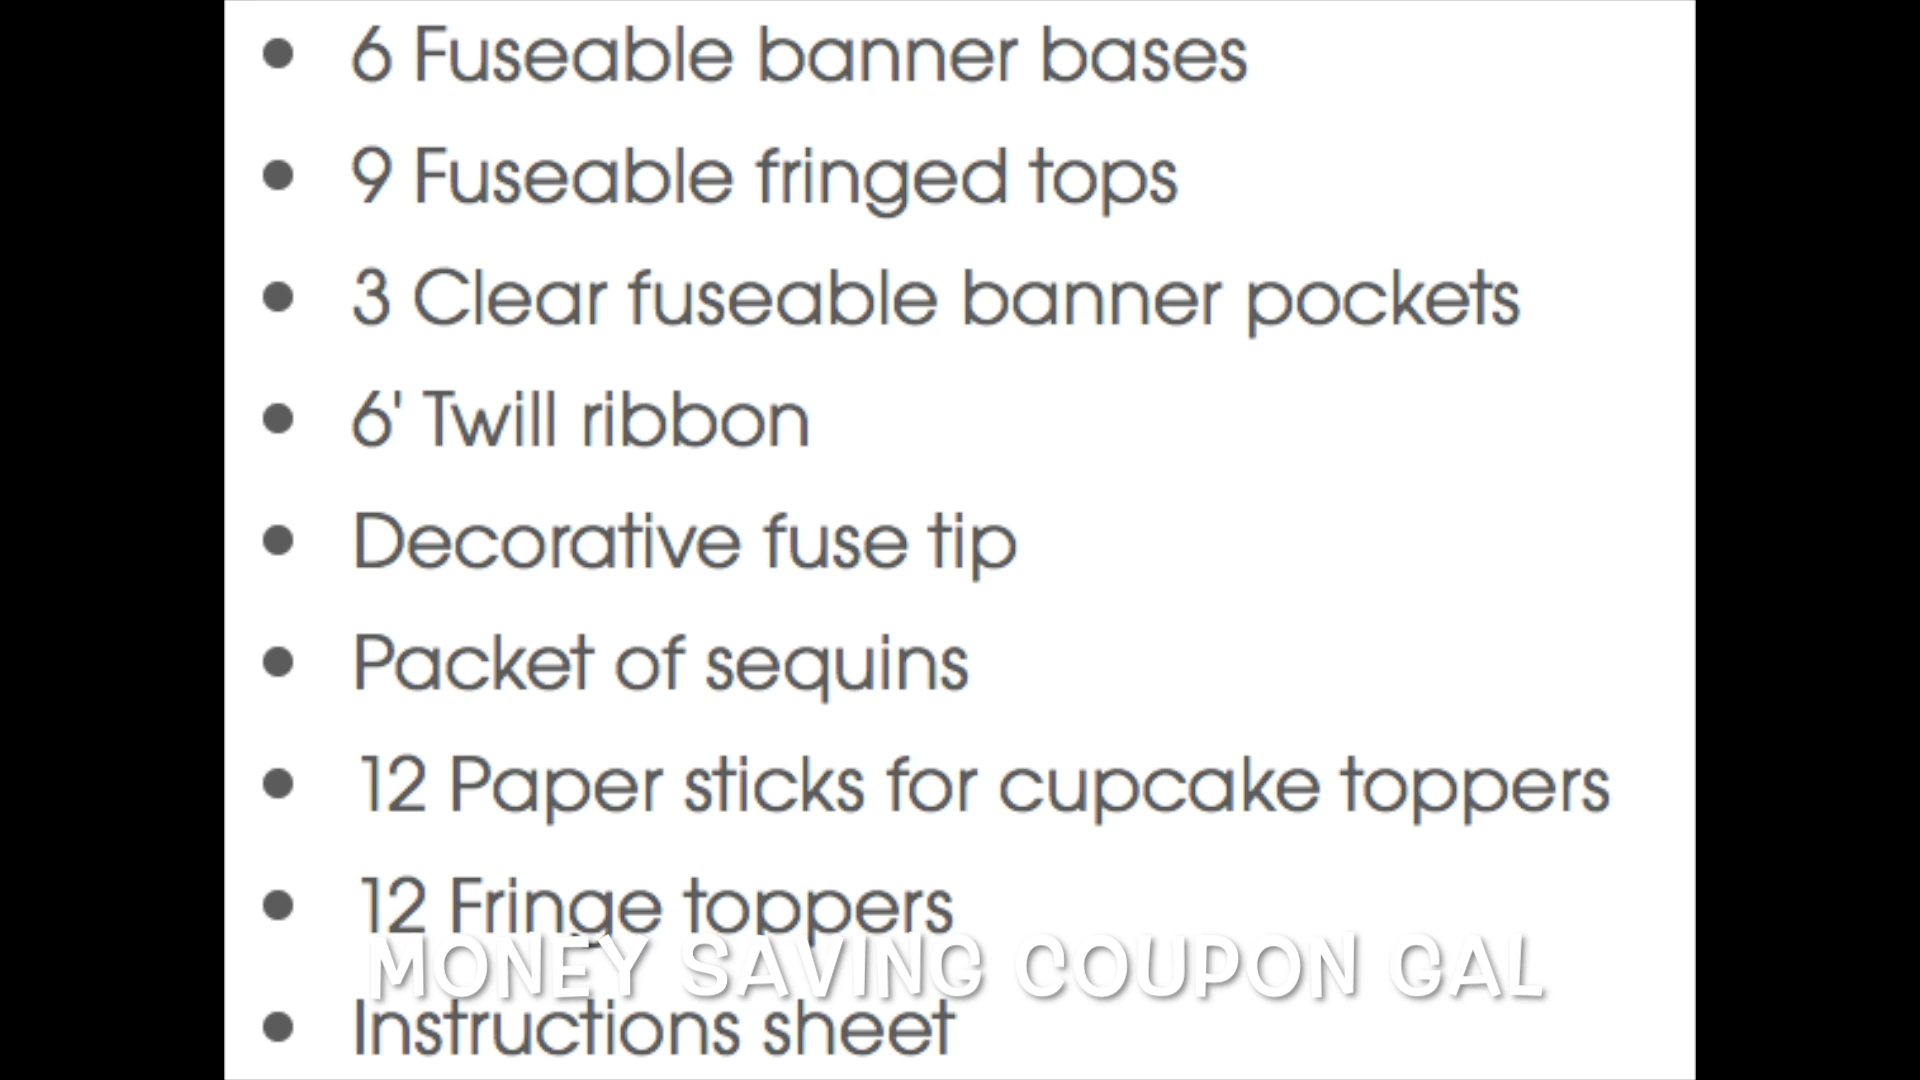 • 6 Fuseable banner bases
• 9 Fuseable fringed tops
• 3 Clear fuseable banner pockets
• 6' Twill ribbon
• Decorative fuse tip
• Packet of sequins
• 12 Paper sticks for cupcake toppers
• 12 Fringe toppers
MONEY SAVING COUPON GAL
• Instructions sheet